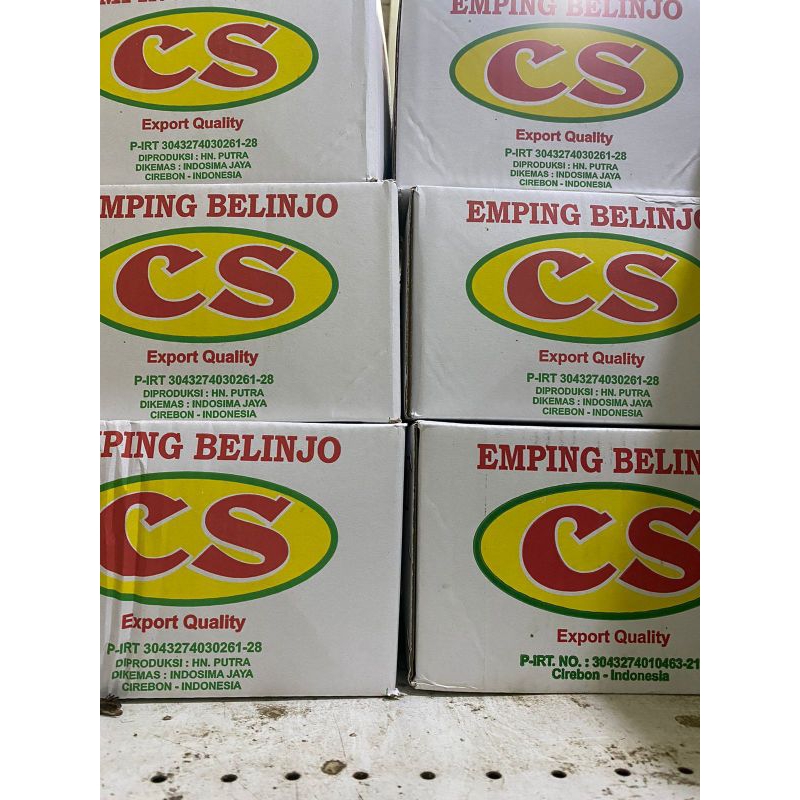 EMPING BELINJO
CS
Export Quality
P-IRT 3043274030261-28
DIPRODUKSI : HN. PUTRA
DIKEMAS : INDOSIMA JAYA
CIREBON - INDONESIA
EMPING BELINJO
CS
Export Quality
P-IRT 3043274030261-28
DIPRODUKSI : HN. PUTRA
DIKEMAS : INDOSIMA JAYA
CIREBON - INDONESIA
MPING BELINJO
CS
Export Quality
P-IRT 3043274030261-28
DIPRODUKSI : HN. PUTRA
DIKEMAS : INDOSIMA JAYA
CIREBON - INDONESIA
EMPING BELINJO
CS
Export Quality
P-IRT 3043274030261-28
DIPRODUKSI : HN. PUTRA
DIKEMAS : INDOSIMA JAYA
CIREBON - INDONESIA
PING BELINJO
CS
Export Quality
P-IRT 3043274030261-28
DIPRODUKSI : HN. PUTRA
DIKEMAS : INDOSIMA JAYA
CIREBON - INDONESIA
EMPING BELIN
CS
Export Quality
P-IRT. NO. : 3043274010463-21
Cirebon - Indonesia